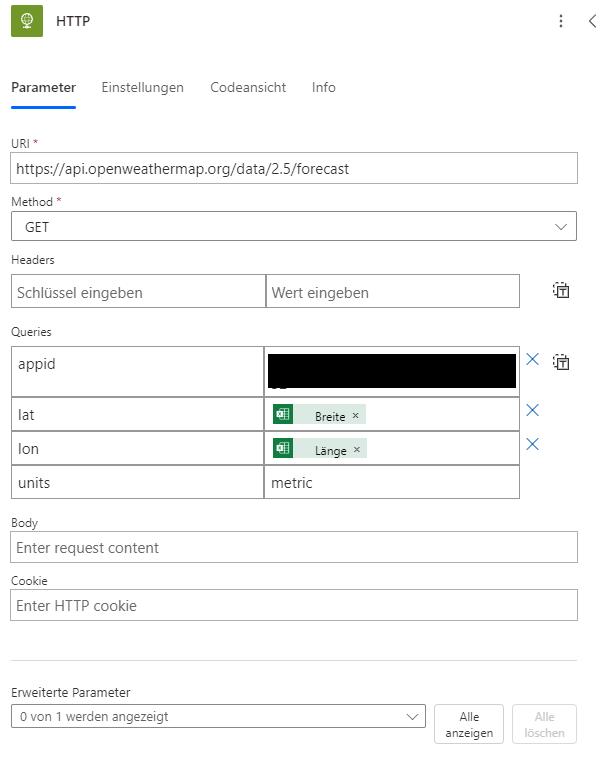 HTTP
Parameter Einstellungen Codeansicht Info
URI *
https://api.openweathermap.org/data/2.5/forecast
Method *
GET
Headers
Schlüssel eingeben Wert eingeben
Queries
appid
lat Breite ×
lon Länge ×
units metric
Body
Enter request content
Cookie
Enter HTTP cookie
Erweiterte Parameter
0 von 1 werden angezeigt
Alle anzeigen
Alle löschen